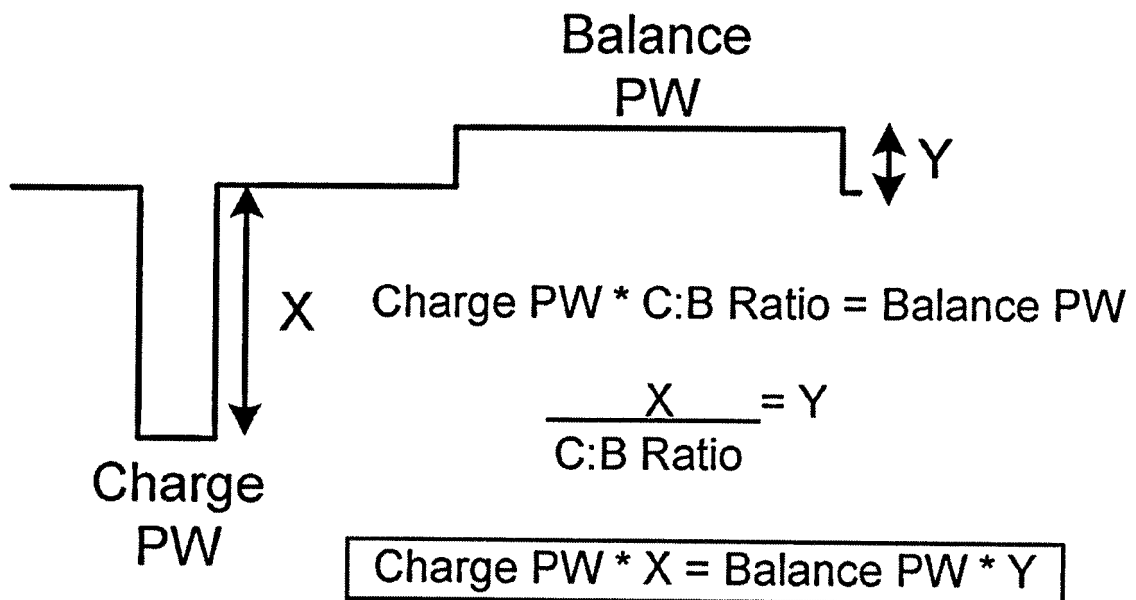 Balance
PW
Y
X
Charge PW * C:B Ratio = Balance PW
X = Y
C:B Ratio
Charge
PW
Charge PW * X = Balance PW * Y